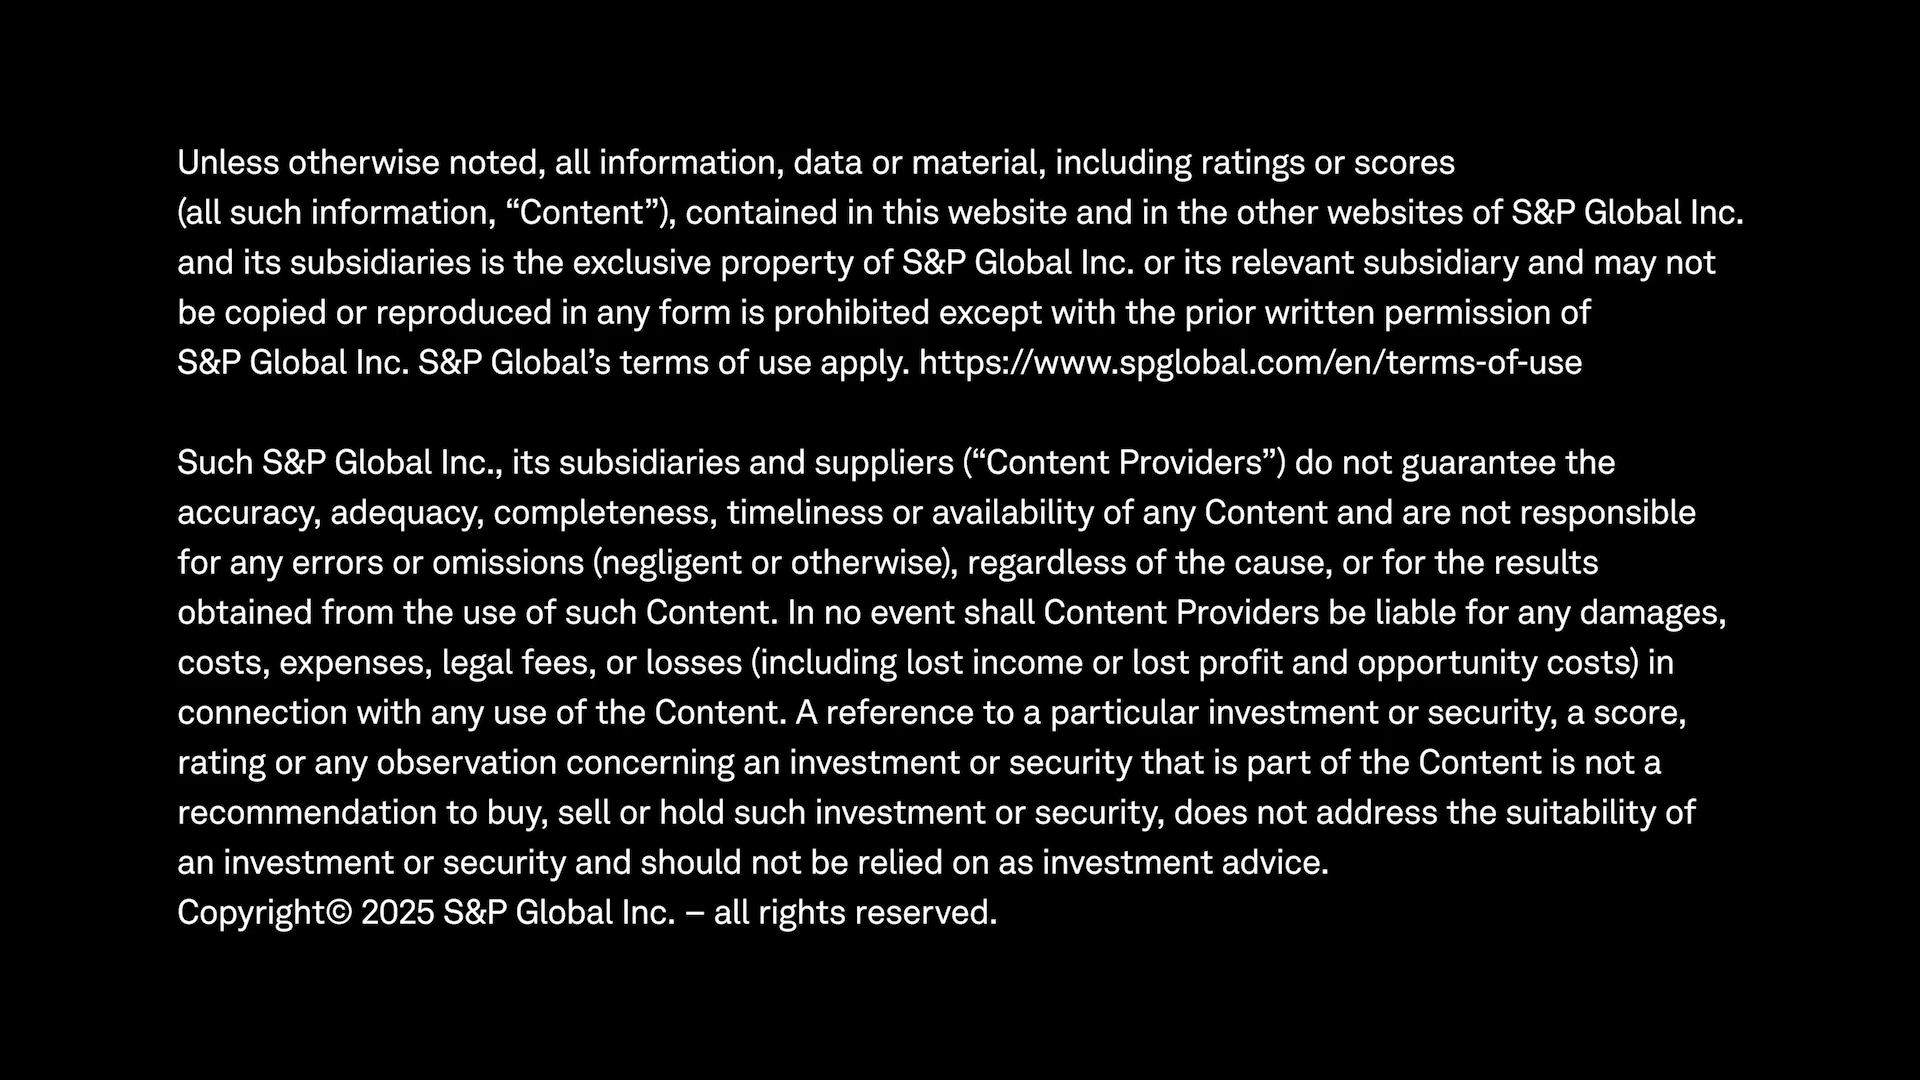 Unless otherwise noted, all information, data or material, including ratings or scores
(all such information, “Content”), contained in this website and in the other websites of S&P Global Inc.
and its subsidiaries is the exclusive property of S&P Global Inc. or its relevant subsidiary and may not
be copied or reproduced in any form is prohibited except with the prior written permission of
S&P Global Inc. S&P Global’s terms of use apply. https://www.spglobal.com/en/terms-of-use
Such S&P Global Inc., its subsidiaries and suppliers (“Content Providers”) do not guarantee the
accuracy, adequacy, completeness, timeliness or availability of any Content and are not responsible
for any errors or omissions (negligent or otherwise), regardless of the cause, or for the results
obtained from the use of such Content. In no event shall Content Providers be liable for any damages,
costs, expenses, legal fees, or losses (including lost income or lost profit and opportunity costs) in
connection with any use of the Content. A reference to a particular investment or security, a score,
rating or any observation concerning an investment or security that is part of the Content is not a
recommendation to buy, sell or hold such investment or security, does not address the suitability of
an investment or security and should not be relied on as investment advice.
Copyright© 2025 S&P Global Inc. – all rights reserved.